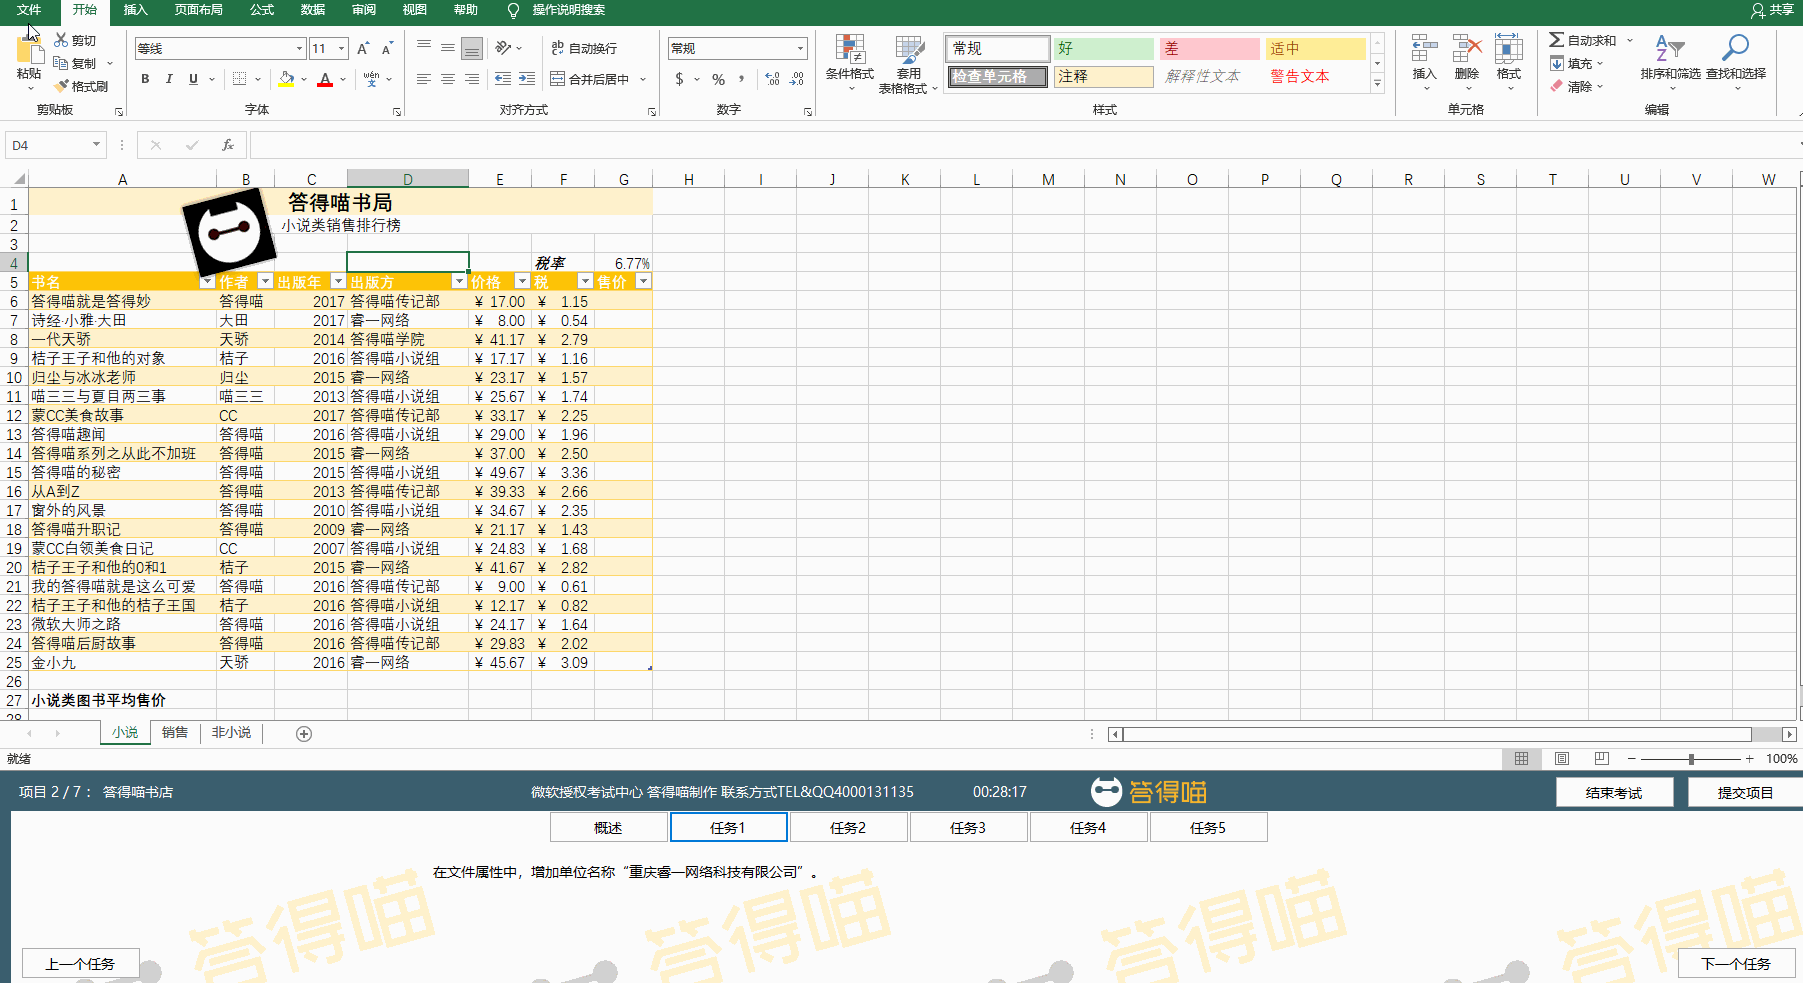 文件 开始 插入 页面布局 公式 数据 审阅 视图 帮助 操作说明搜索 共享
剪切
复制
格式刷
粘贴
剪贴板
等线 11
B I U wén 文
字体
ab 自动换行
合并后居中
对齐方式
常规
$ % , .00
数字
条件格式 套用
表格格式
常规 好 差 适中
检查单元格 注释 解释性文本 警告文本
样式
插入 删除 格式
单元格
自动求和
填充
清除
排序和筛选 查找和选择
编辑
D4 fx
A B C D E F G H I J K L M N O P Q R S T U V W
1 答得喵书局
2 小说类销售排行榜
3
4 税率 6.77%
5 书名 作者 出版年 出版方 价格 税 售价
6 答得喵就是答得妙 答得喵 2017 答得喵传记部 ¥ 17.00 ¥ 1.15
7 诗经·小雅·大田 大田 2017 睿一网络 ¥ 8.00 ¥ 0.54
8 一代天骄 天骄 2014 答得喵学院 ¥ 41.17 ¥ 2.79
9 桔子王子和他的对象 桔子 2016 答得喵小说组 ¥ 17.17 ¥ 1.16
10 归尘与冰冰老师 归尘 2015 睿一网络 ¥ 23.17 ¥ 1.57
11 喵三三与夏目两三事 喵三三 2013 答得喵小说组 ¥ 25.67 ¥ 1.74
12 蒙CC美食故事 CC 2017 答得喵传记部 ¥ 33.17 ¥ 2.25
13 答得喵趣闻 答得喵 2016 答得喵小说组 ¥ 29.00 ¥ 1.96
14 答得喵系列之从此不加班 答得喵 2015 睿一网络 ¥ 37.00 ¥ 2.50
15 答得喵的秘密 答得喵 2015 答得喵小说组 ¥ 49.67 ¥ 3.36
16 从A到Z 答得喵 2013 答得喵传记部 ¥ 39.33 ¥ 2.66
17 窗外的风景 答得喵 2010 答得喵小说组 ¥ 34.67 ¥ 2.35
18 答得喵升职记 答得喵 2009 睿一网络 ¥ 21.17 ¥ 1.43
19 蒙CC白领美食日记 CC 2007 答得喵小说组 ¥ 24.83 ¥ 1.68
20 桔子王子和他的0和1 桔子 2015 睿一网络 ¥ 41.67 ¥ 2.82
21 我的答得喵就是这么可爱 答得喵 2016 答得喵传记部 ¥ 9.00 ¥ 0.61
22 桔子王子和他的桔子王国 桔子 2016 答得喵小说组 ¥ 12.17 ¥ 0.82
23 微软大师之路 答得喵 2016 答得喵小说组 ¥ 24.17 ¥ 1.64
24 答得喵后厨故事 答得喵 2016 答得喵传记部 ¥ 29.83 ¥ 2.02
25 金小九 天骄 2016 睿一网络 ¥ 45.67 ¥ 3.09
26
27 小说类图书平均售价
28
小说 销售 非小说
就绪 100%
项目 2 / 7 ： 答得喵书店 微软授权考试中心 答得喵制作 联系方式TEL&QQ4000131135 00:28:17 答得喵 结束考试 提交项目
概述 任务1 任务2 任务3 任务4 任务5
在文件属性中，增加单位名称“重庆睿一网络科技有限公司”。
答得喵 答得喵 答得喵 答得喵
上一个任务 下一个任务